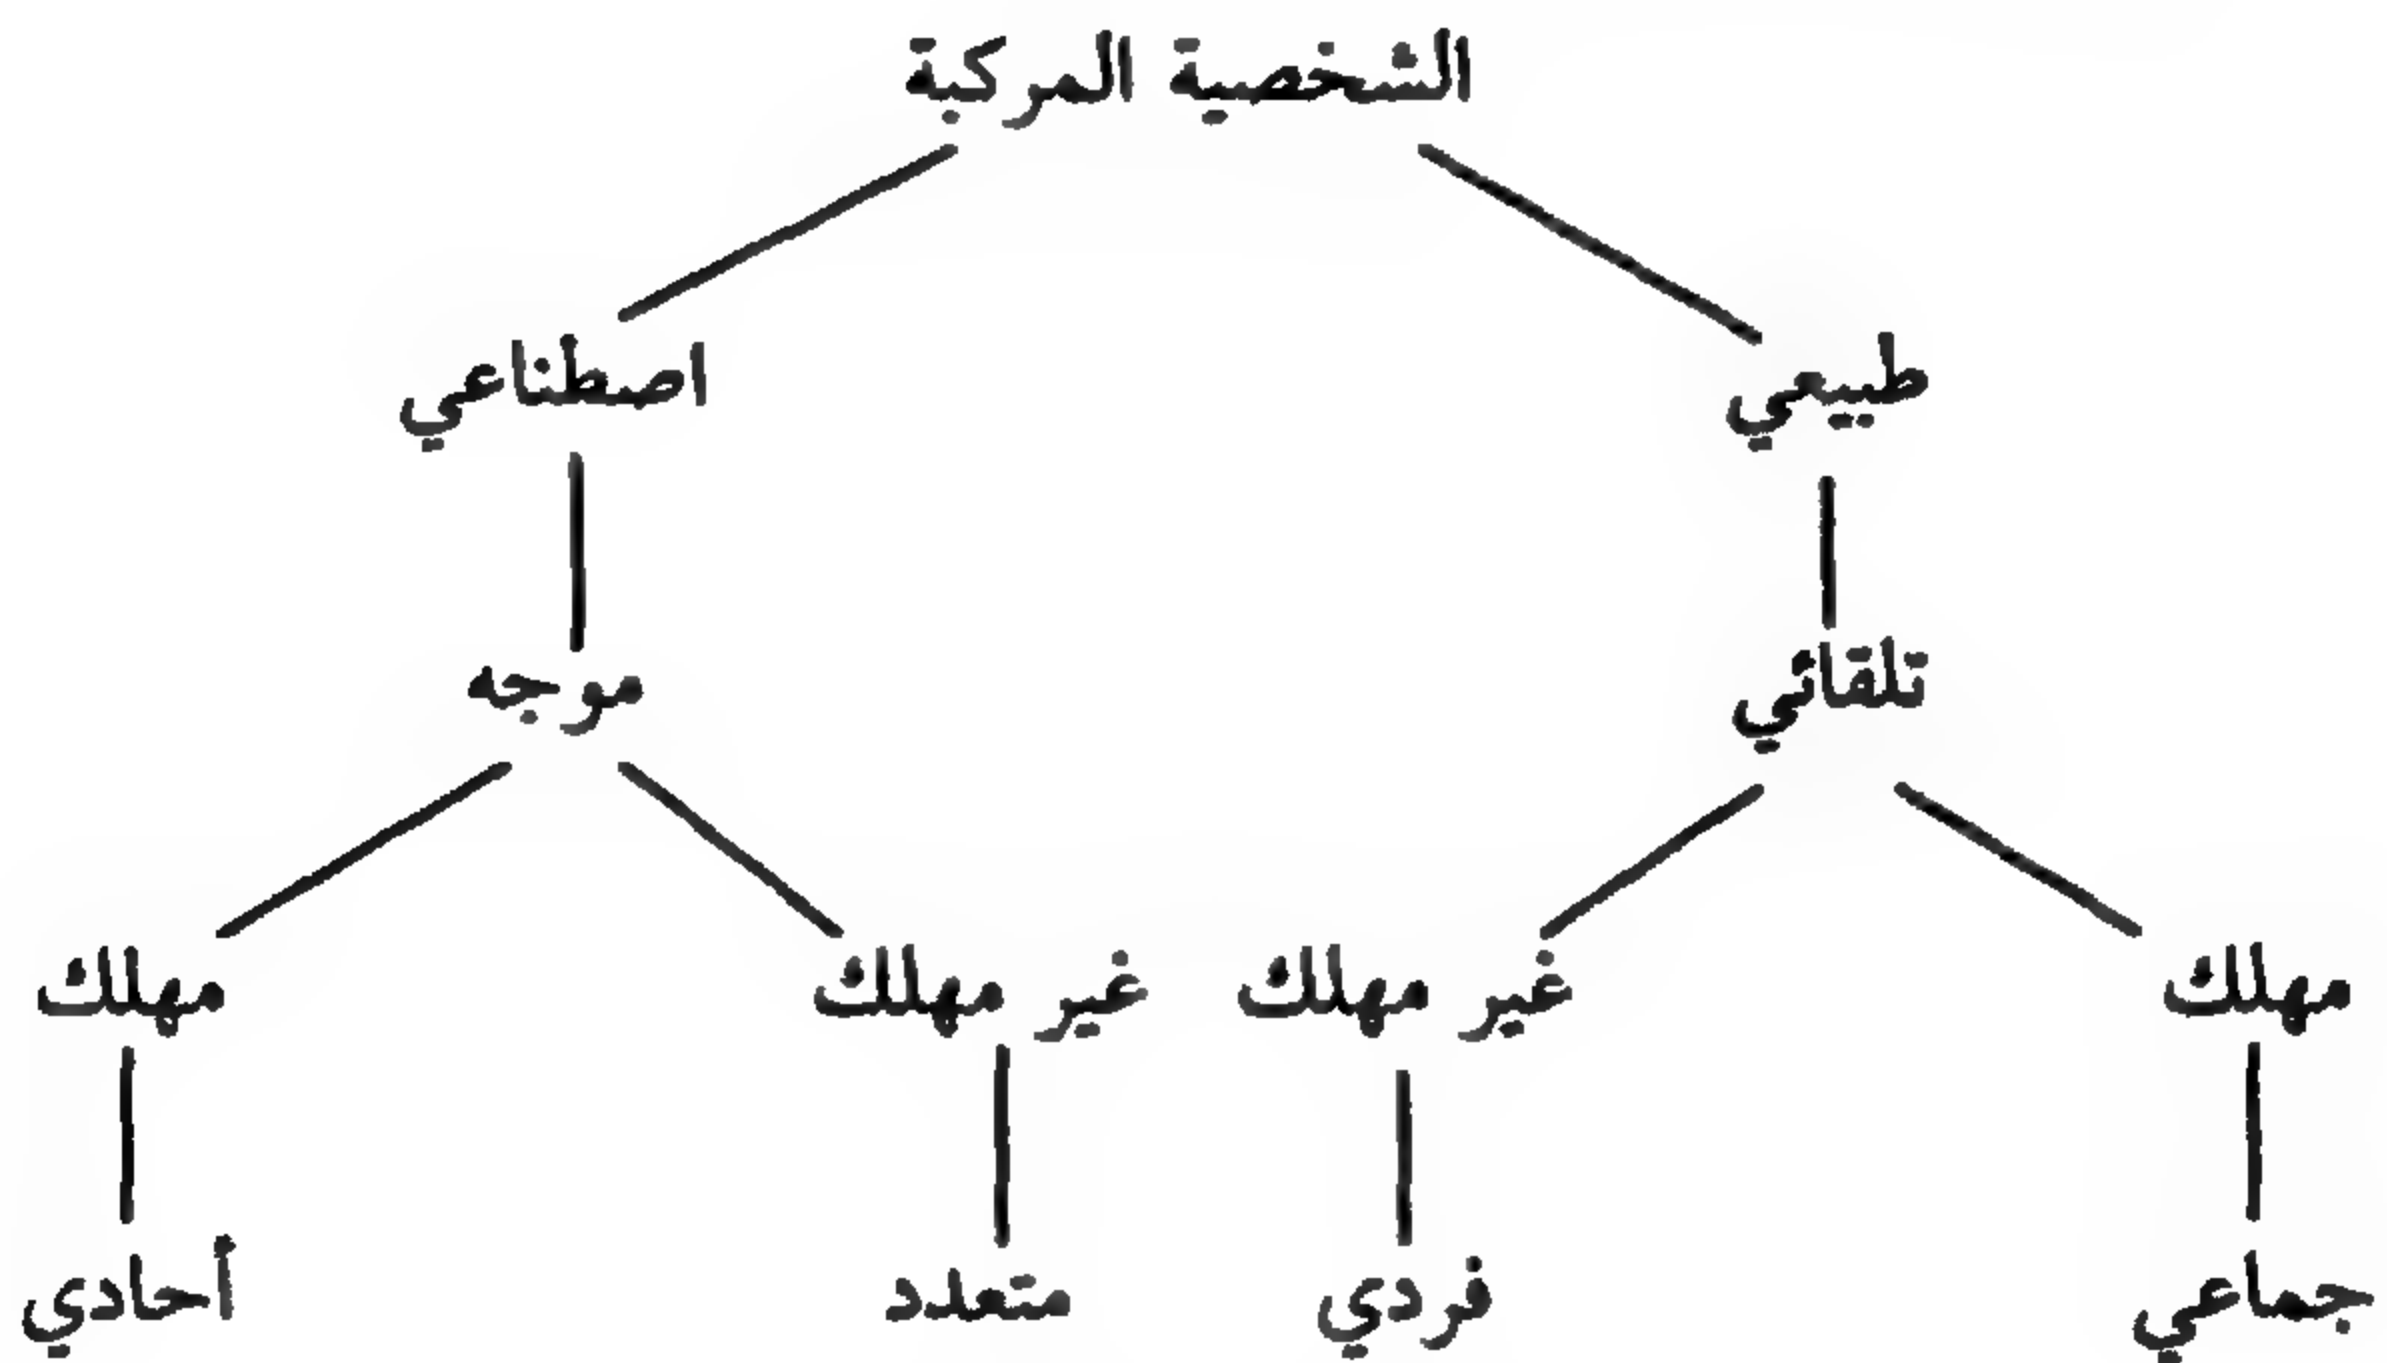 الشخصية المركبة
طبيعي اصطناعي
تلقائي موجه
مهلك غير مهلك غير مهلك مهلك
جماعي فردي متعدد أحادي